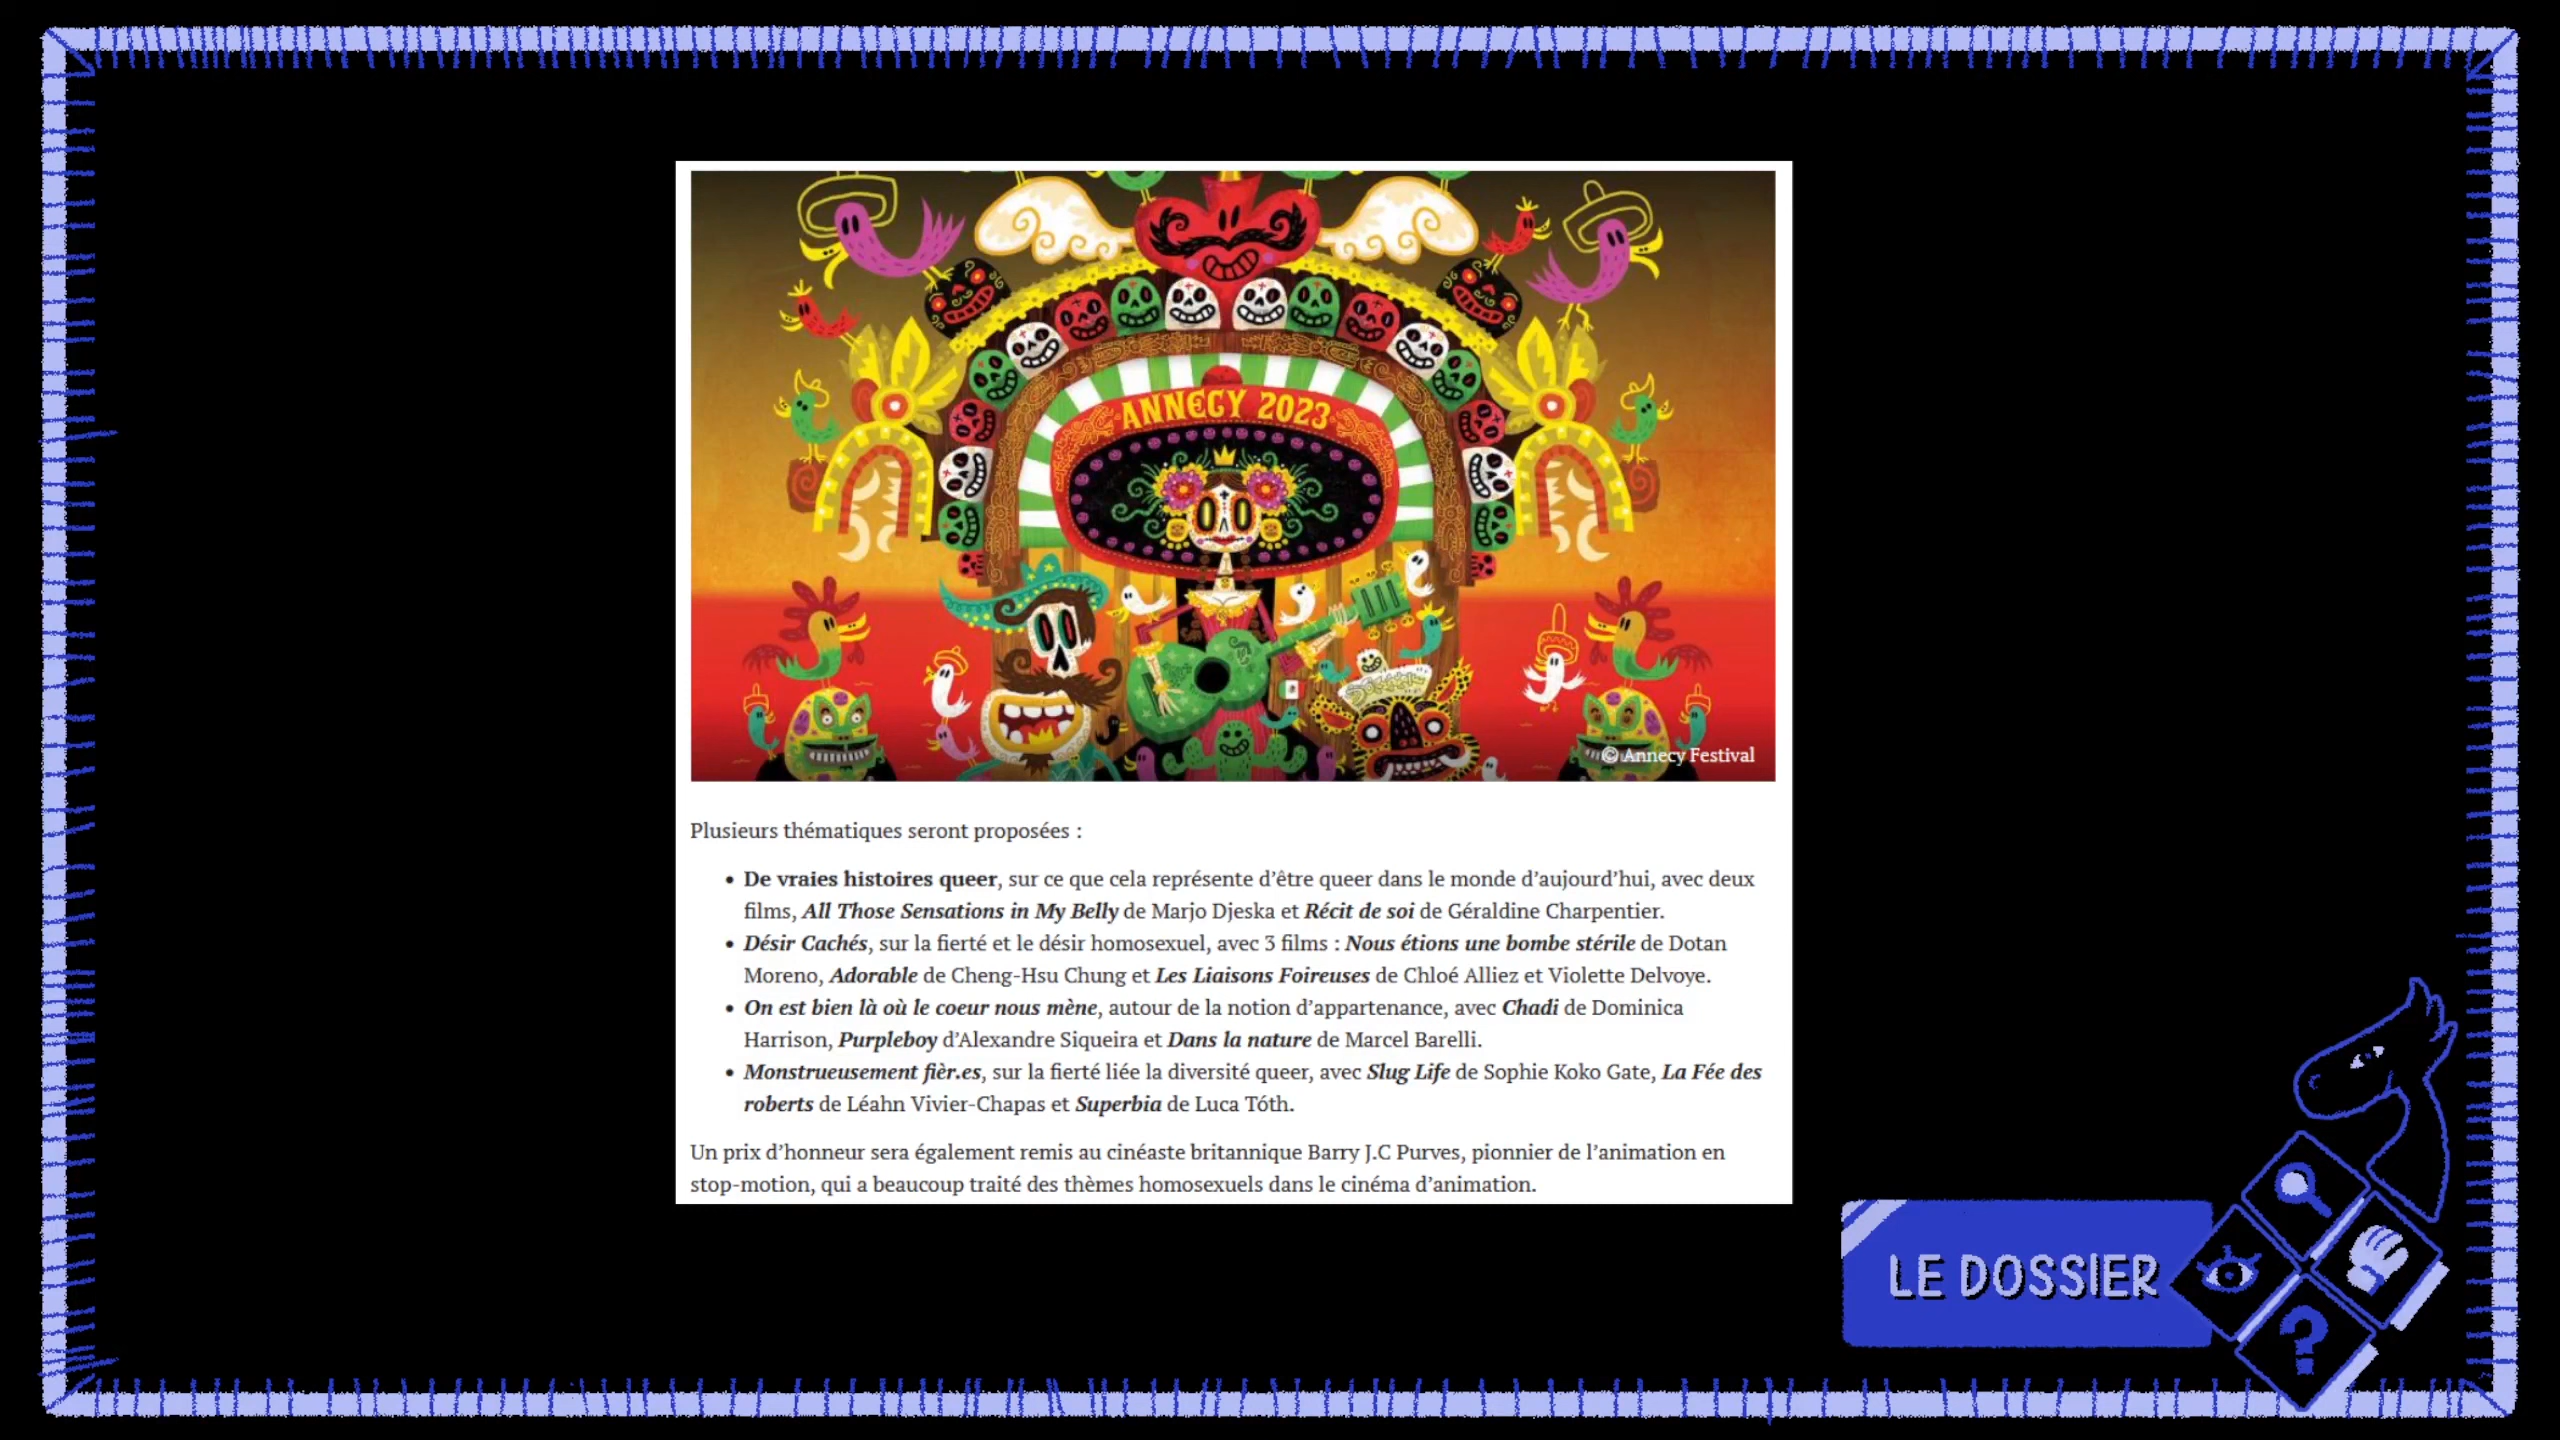 ANNECY 2023
© Annecy Festival
Plusieurs thématiques seront proposées :
• De vraies histoires queer, sur ce que cela représente d’être queer dans le monde d’aujourd’hui, avec deux
films, All Those Sensations in My Belly de Marjo Djeska et Récit de soi de Géraldine Charpentier.
• Désir Cachés, sur la fierté et le désir homosexuel, avec 3 films : Nous étions une bombe stérile de Dotan
Moreno, Adorable de Cheng-Hsu Chung et Les Liaisons Foireuses de Chloé Alliez et Violette Delvoye.
• On est bien là où le coeur nous mène, autour de la notion d’appartenance, avec Chadi de Dominica
Harrison, Purpleboy d’Alexandre Siqueira et Dans la nature de Marcel Barelli.
• Monstrueusement fièr.es, sur la fierté liée la diversité queer, avec Slug Life de Sophie Koko Gate, La Fée des
roberts de Léahn Vivier-Chapas et Superbia de Luca Tóth.
Un prix d’honneur sera également remis au cinéaste britannique Barry J.C Purves, pionnier de l’animation en
stop-motion, qui a beaucoup traité des thèmes homosexuels dans le cinéma d’animation.
LE DOSSIER
?